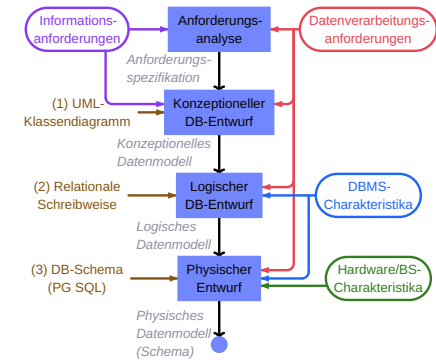 Informations-
anforderungen
Anforderungs-
analyse
Datenverarbeitungs-
anforderungen
Anforderungs-
spezifikation
(1) UML-
Klassendiagramm
Konzeptioneller
DB-Entwurf
Konzeptionelles
Datenmodell
(2) Relationale
Schreibweise
Logischer
DB-Entwurf
DBMS-
Charakteristika
Logisches
Datenmodell
(3) DB-Schema
(PG SQL)
Physischer
Entwurf
Hardware/BS-
Charakteristika
Physisches
Datenmodell
(Schema)